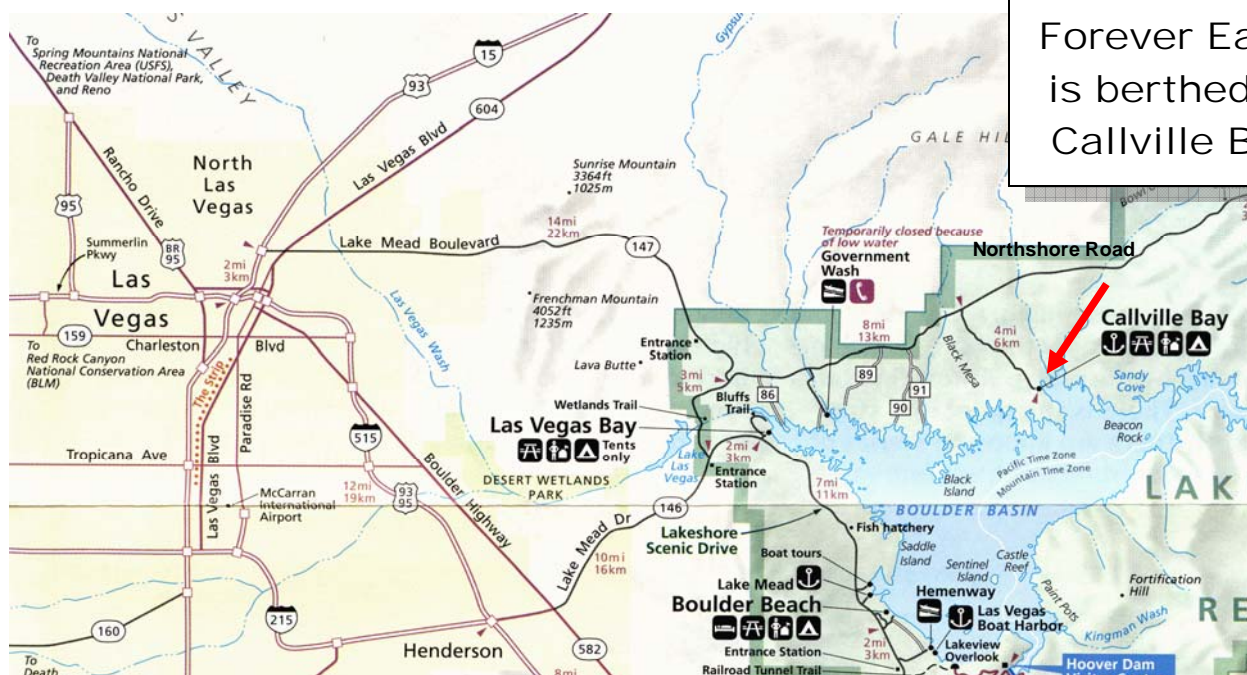 Forever Ea
is berthed
Callville B
To
Spring Mountains National
Recreation Area (USFS),
Death Valley National Park,
and Reno
S VALLEY
15
93
604
Las Vegas Blvd
North
Las
Vegas
Rancho Drive
95
BR
95
Summerlin
Pkwy
2mi
3km
Las
Vegas
159
Charleston
Blvd
To
Red Rock Canyon
National Conservation Area
(BLM)
The Strip
Paradise Rd
Las Vegas Blvd
Tropicana Ave
McCarran
International
Airport
515
12mi
19km
93
95
Boulder Highway
215
160
To
Death
Henderson
582
8mi
Lake Mead Boulevard
14mi
22km
147
Sunrise Mountain
3364ft
1025m
Frenchman Mountain
4052ft
1235m
Las Vegas Wash
Lava Butte
Entrance
Station
3mi
5km
Wetlands Trail
Bluffs
Trail
Las Vegas Bay
Tents
only
Lake
Las
Vegas
2mi
3km
Entrance
Station
DESERT WETLANDS
PARK
146
Lake Mead Dr
10mi
16km
Lakeshore
Scenic Drive
7mi
11km
Fish hatchery
Boat tours
Lake Mead
Boulder Beach
2mi
3km
Entrance Station
Railroad Tunnel Trail
Gypsu
GALE HIL
Bowl
Temporarily closed because
of low water
Government
Wash
Northshore Road
8mi
13km
86
89
90
91
Black Mesa
4mi
6km
Callville Bay
Sandy
Cove
Beacon
Rock
Pacific Time Zone
Mountain Time Zone
Black
Island
BOULDER BASIN
LAK
Saddle
Island
Sentinel
Island
Castle
Reef
Paint Pots
Fortification
Hill
Hemenway
Las Vegas
Boat Harbor
Kingman Wash
RE
Lakeview
Overlook
Hoover Dam